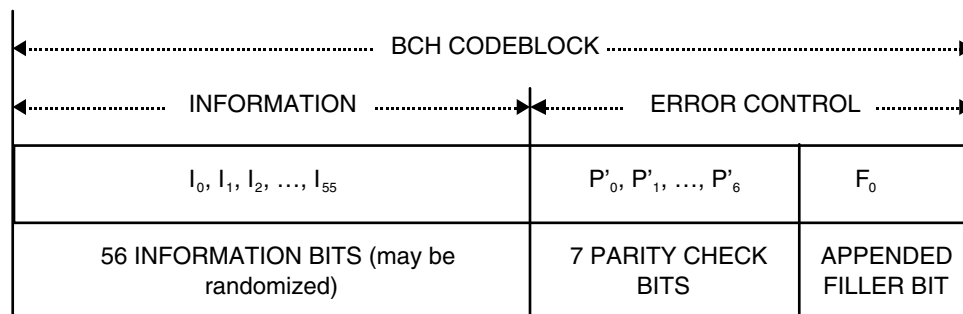 BCH CODEBLOCK
INFORMATION
ERROR CONTROL
I₀, I₁, I₂, …, I₅₅
P'₀, P'₁, …, P'₆
F₀
56 INFORMATION BITS (may be
randomized)
7 PARITY CHECK
BITS
APPENDED
FILLER BIT